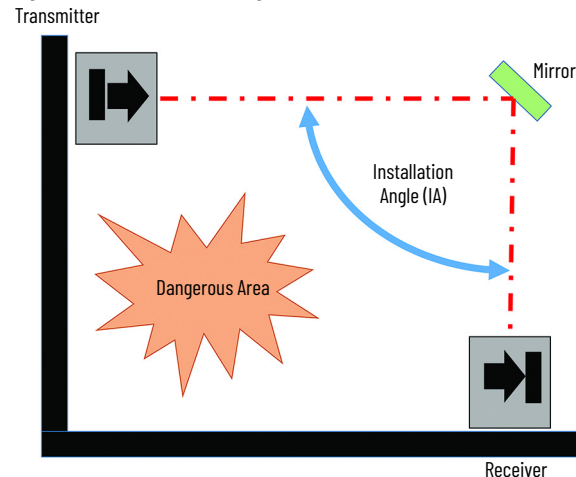 Transmitter
Mirror
Installation
Angle (IA)
Dangerous Area
Receiver